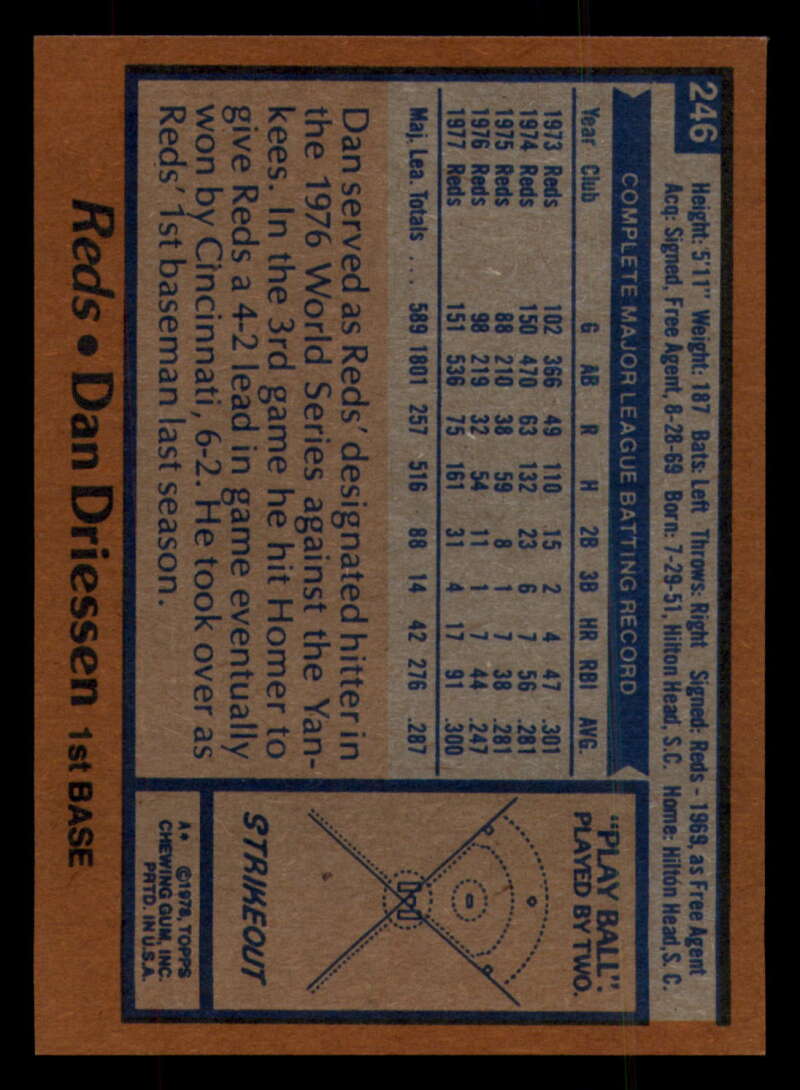 246
Height: 5'11" Weight: 187 Bats: Left Throws: Right Signed: Reds - 1969, as Free Agent
Acq: Signed, Free Agent, 8-28-69 Born: 7-29-51, Hilton Head, S.C. Home: Hilton Head, S.C.
COMPLETE MAJOR LEAGUE BATTING RECORD
Year Club G AB R H 2B 3B HR RBI AVG.
1973 Reds 102 366 49 110 15 2 4 47 .301
1974 Reds 150 470 63 132 23 6 7 56 .281
1975 Reds 88 210 38 59 8 1 7 38 .281
1976 Reds 98 219 32 54 11 1 7 44 .247
1977 Reds 151 536 75 161 31 4 17 91 .300
Maj. Lea. Totals ... 589 1801 257 516 88 14 42 276 .287
Dan served as Reds' designated hitter in
the 1976 World Series against the Yan-
kees. In the 3rd game he hit Homer to
give Reds a 4-2 lead in game eventually
won by Cincinnati, 6-2. He took over as
Reds' 1st baseman last season.
"PLAY BALL":
PLAYED BY TWO.
STRIKEOUT
A* ©1978, TOPPS
CHEWING GUM, INC.
PRTD. IN U.S.A.
Reds • Dan Driessen 1st BASE